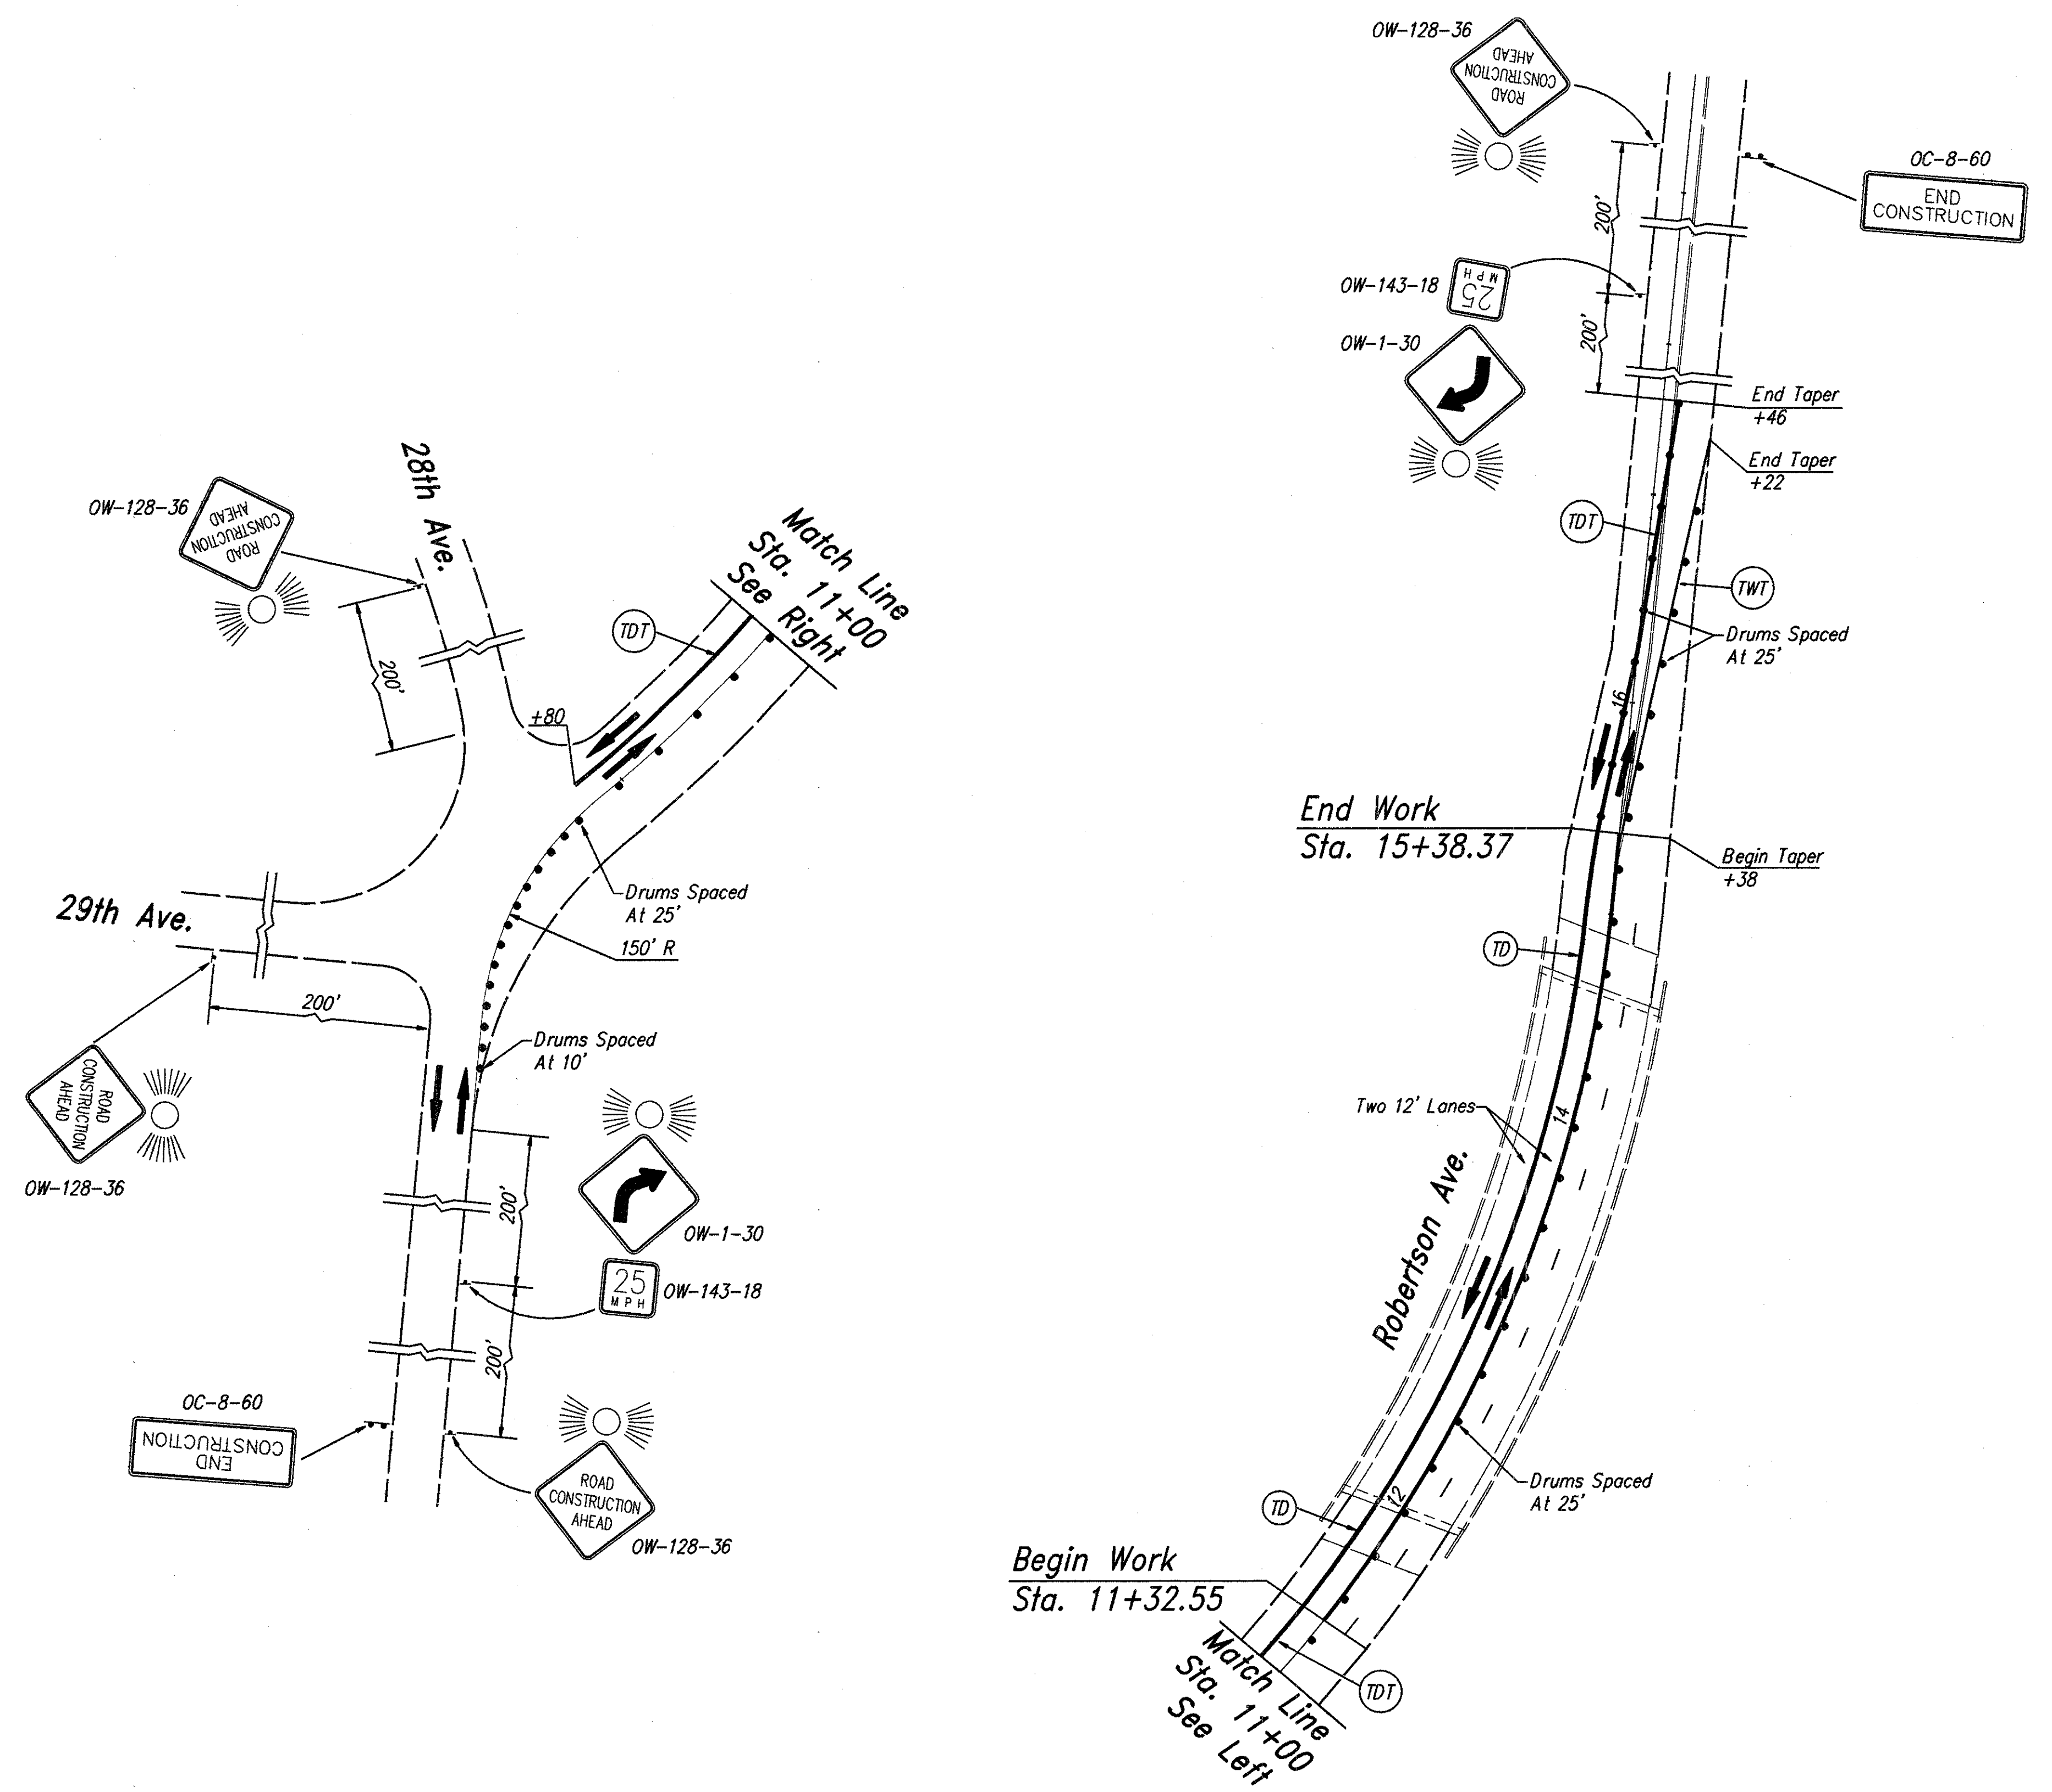 28th Ave.
OW-128-36
ROAD
CONSTRUCTION
AHEAD
200'
Match Line
Sta. 11+00
See Right
TDT
+80
29th Ave.
200'
Drums Spaced
At 25'
150' R
Drums Spaced
At 10'
ROAD
CONSTRUCTION
AHEAD
OW-128-36
200'
OW-1-30
25
MPH
OW-143-18
200'
OC-8-60
END
CONSTRUCTION
ROAD
CONSTRUCTION
AHEAD
OW-128-36
OW-128-36
ROAD
CONSTRUCTION
AHEAD
OC-8-60
END
CONSTRUCTION
200'
OW-143-18
25
MPH
200'
OW-1-30
End Taper
+46
End Taper
+22
TDT
TWT
Drums Spaced
At 25'
16
End Work
Sta. 15+38.37
Begin Taper
+38
TD
Two 12' Lanes
14
Robertson Ave.
Drums Spaced
At 25'
12
TD
Begin Work
Sta. 11+32.55
Match Line
Sta. 11+00
See Left
TDT